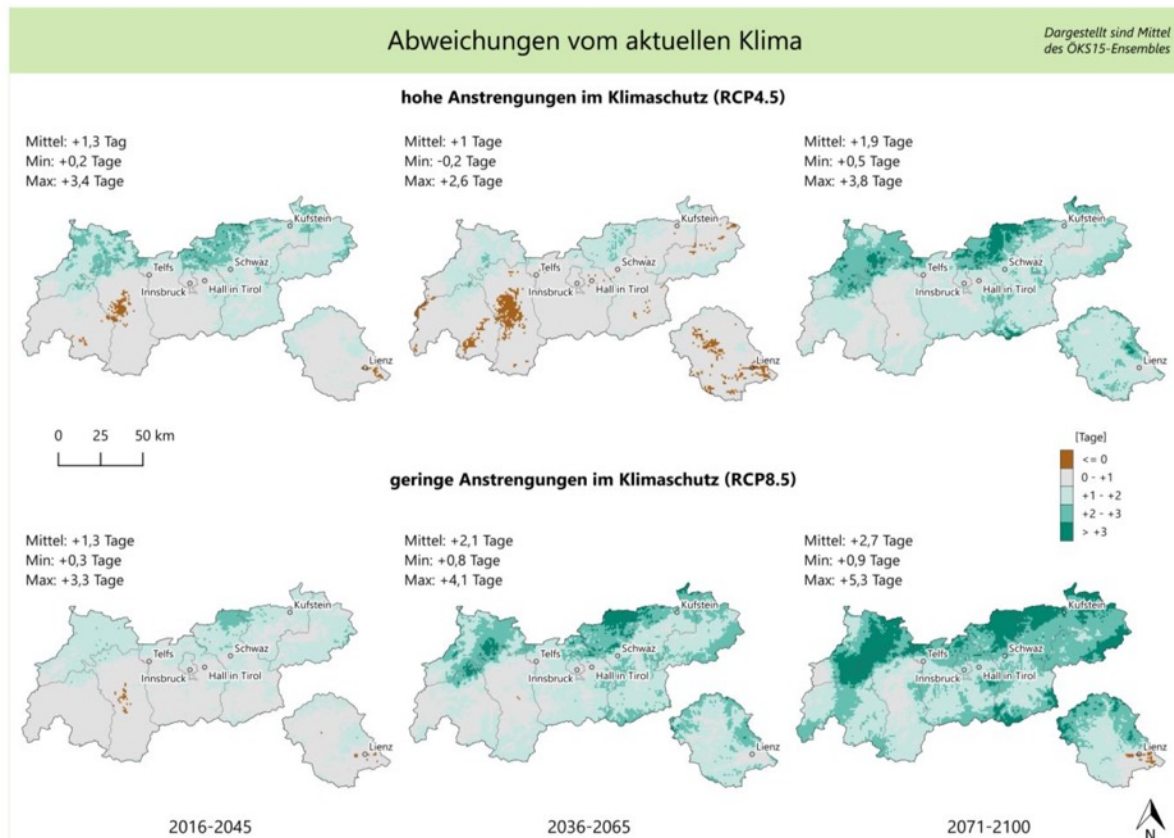 Abweichungen vom aktuellen Klima
Dargestellt sind Mittel
des ÖKS15-Ensembles
hohe Anstrengungen im Klimaschutz (RCP4.5)
Mittel: +1,3 Tag
Min: +0,2 Tage
Max: +3,4 Tage
Kufstein
Telfs
Schwaz
Innsbruck
Hall in Tirol
Lienz
Mittel: +1 Tage
Min: -0,2 Tage
Max: +2,6 Tage
Kufstein
Telfs
Schwaz
Innsbruck
Hall in Tirol
Lienz
Mittel: +1,9 Tage
Min: +0,5 Tage
Max: +3,8 Tage
Kufstein
Telfs
Schwaz
Innsbruck
Hall in Tirol
Lienz
0 25 50 km
[Tage]
<= 0
0 - +1
+1 - +2
+2 - +3
> +3
geringe Anstrengungen im Klimaschutz (RCP8.5)
Mittel: +1,3 Tage
Min: +0,3 Tage
Max: +3,3 Tage
Kufstein
Telfs
Schwaz
Innsbruck
Hall in Tirol
Lienz
Mittel: +2,1 Tage
Min: +0,8 Tage
Max: +4,1 Tage
Kufstein
Telfs
Schwaz
Innsbruck
Hall in Tirol
Lienz
Mittel: +2,7 Tage
Min: +0,9 Tage
Max: +5,3 Tage
Kufstein
Telfs
Schwaz
Innsbruck
Hall in Tirol
Lienz
2016-2045
2036-2065
2071-2100
N